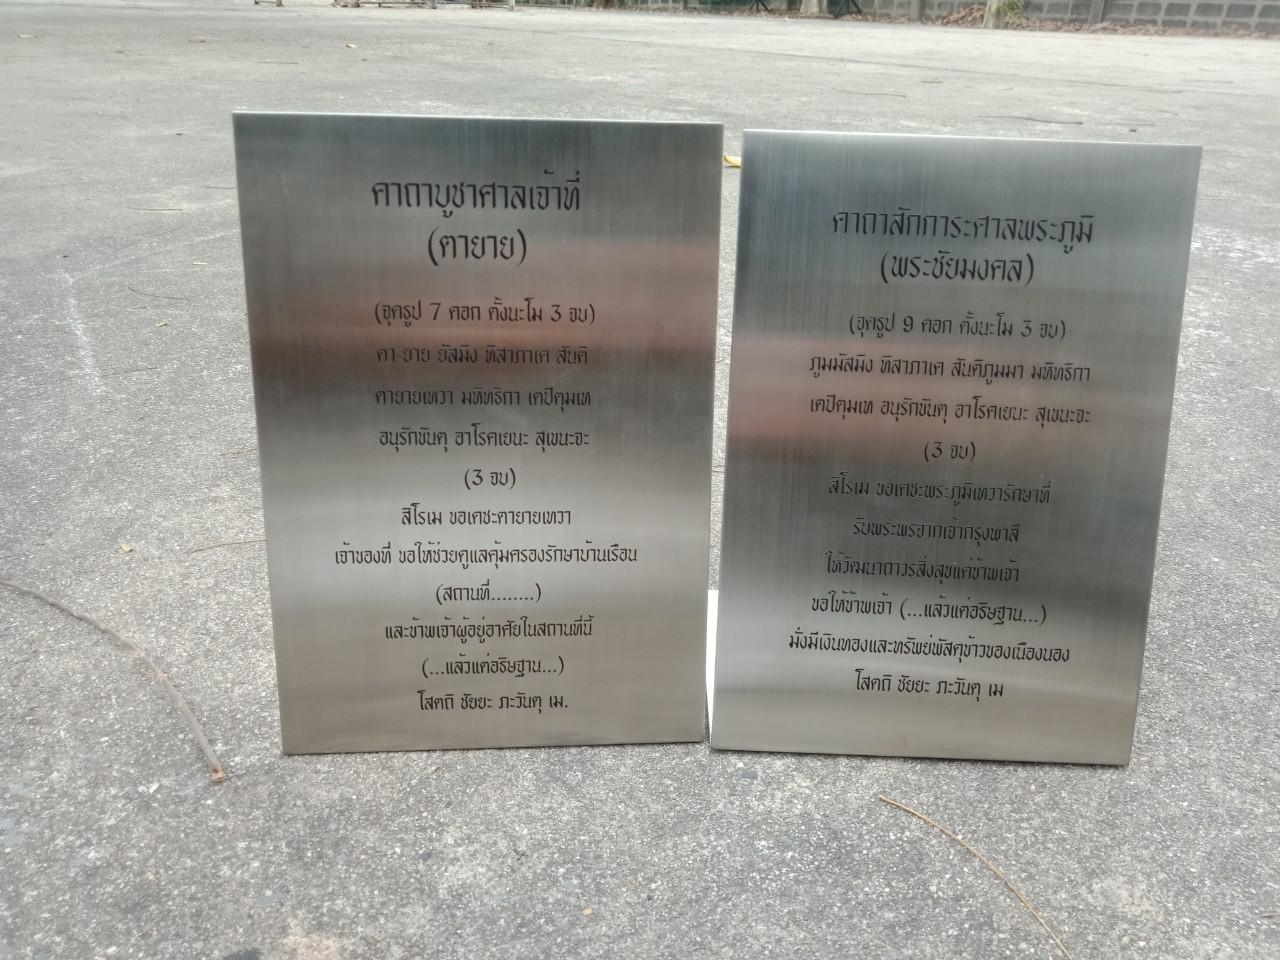 คาถาบูชาศาลเจ้าที่
(ตายาย)
(จุดธูป 7 ดอก ตั้งนะโม 3 จบ)
ตา-ยาย ยัสมิง ทิสาภาเค สันติ
ตายายเทวา มหิทธิกา เตปิตุมเห
อนุรักขันตุ อาโรคเยนะ สุเขนะจะ
(3 จบ)
สิโรเม ขอเดชะตายายเทวา
เจ้าของที่ ขอให้ช่วยดูแลคุ้มครองรักษาบ้านเรือน
(สถานที่........)
และข้าพเจ้าผู้อยู่อาศัยในสถานที่นี้
(...แล้วแต่อธิษฐาน...)
โสตถิ ชัยยะ ภะวันตุ เม.
คาถาสักการะศาลพระภูมิ
(พระชัยมงคล)
(จุดธูป 9 ดอก ตั้งนะโม 3 จบ)
ภูมมัสมิง ทิสาภาเค สันติภูมมา มหิทธิกา
เตปิตุมเห อนุรักขันตุ อาโรคเยนะ สุเขนะจะ
(3 จบ)
สิโรเม ขอเดชะพระภูมิเทวารักษาที่
รับพระพรจากเจ้ากรุงพาลี
ให้วัฒนาถาวรสิ่งสุขแด่ข้าพเจ้า
ขอให้ข้าพเจ้า (...แล้วแต่อธิษฐาน...)
มั่งมีเงินทองและทรัพย์พัสดุข้าวของเนืองนอง
โสตถิ ชัยยะ ภะวันตุ เม